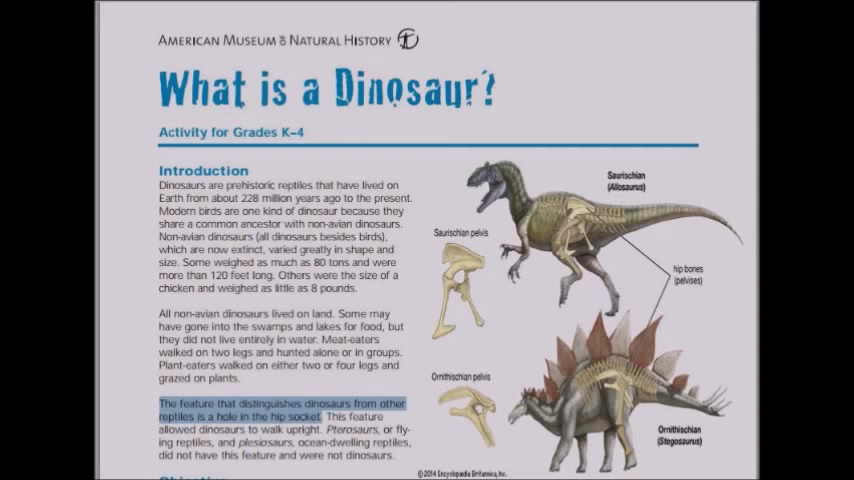 AMERICAN MUSEUM OF NATURAL HISTORY
What is a Dinosaur?
Activity for Grades K–4
Introduction
Dinosaurs are prehistoric reptiles that have lived on
Earth from about 228 million years ago to the present.
Modern birds are one kind of dinosaur because they
share a common ancestor with non-avian dinosaurs.
Non-avian dinosaurs (all dinosaurs besides birds),
which are now extinct, varied greatly in shape and
size. Some weighed as much as 80 tons and were
more than 120 feet long. Others were the size of a
chicken and weighed as little as 8 pounds.
All non-avian dinosaurs lived on land. Some may
have gone into the swamps and lakes for food, but
they did not live entirely in water. Meat-eaters
walked on two legs and hunted alone or in groups.
Plant-eaters walked on either two or four legs and
grazed on plants.
The feature that distinguishes dinosaurs from other
reptiles is a hole in the hip socket. This feature
allowed dinosaurs to walk upright. Pterosaurs, or fly-
ing reptiles, and plesiosaurs, ocean-dwelling reptiles,
did not have this feature and were not dinosaurs.
Saurischian
(Allosaurus)
Saurischian pelvis
hip bones
(pelvises)
Ornithischian pelvis
Ornithischian
(Stegosaurus)
©2014 Encyclopædia Britannica, Inc.